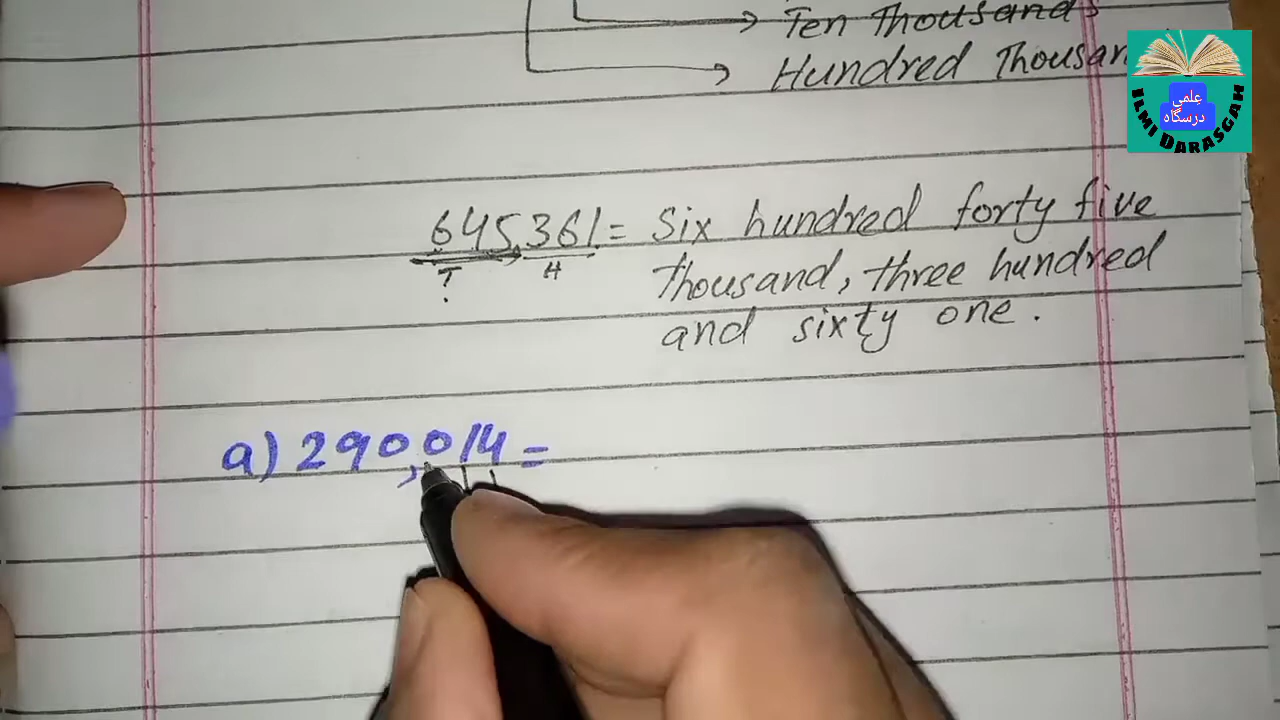 Ten Thousands
Hundred Thousan
علمی
درسگاه
ILMI DARASGAH
645,361 = Six hundred forty five
T H
? thousand, three hundred
and sixty one.
a) 290,014 =